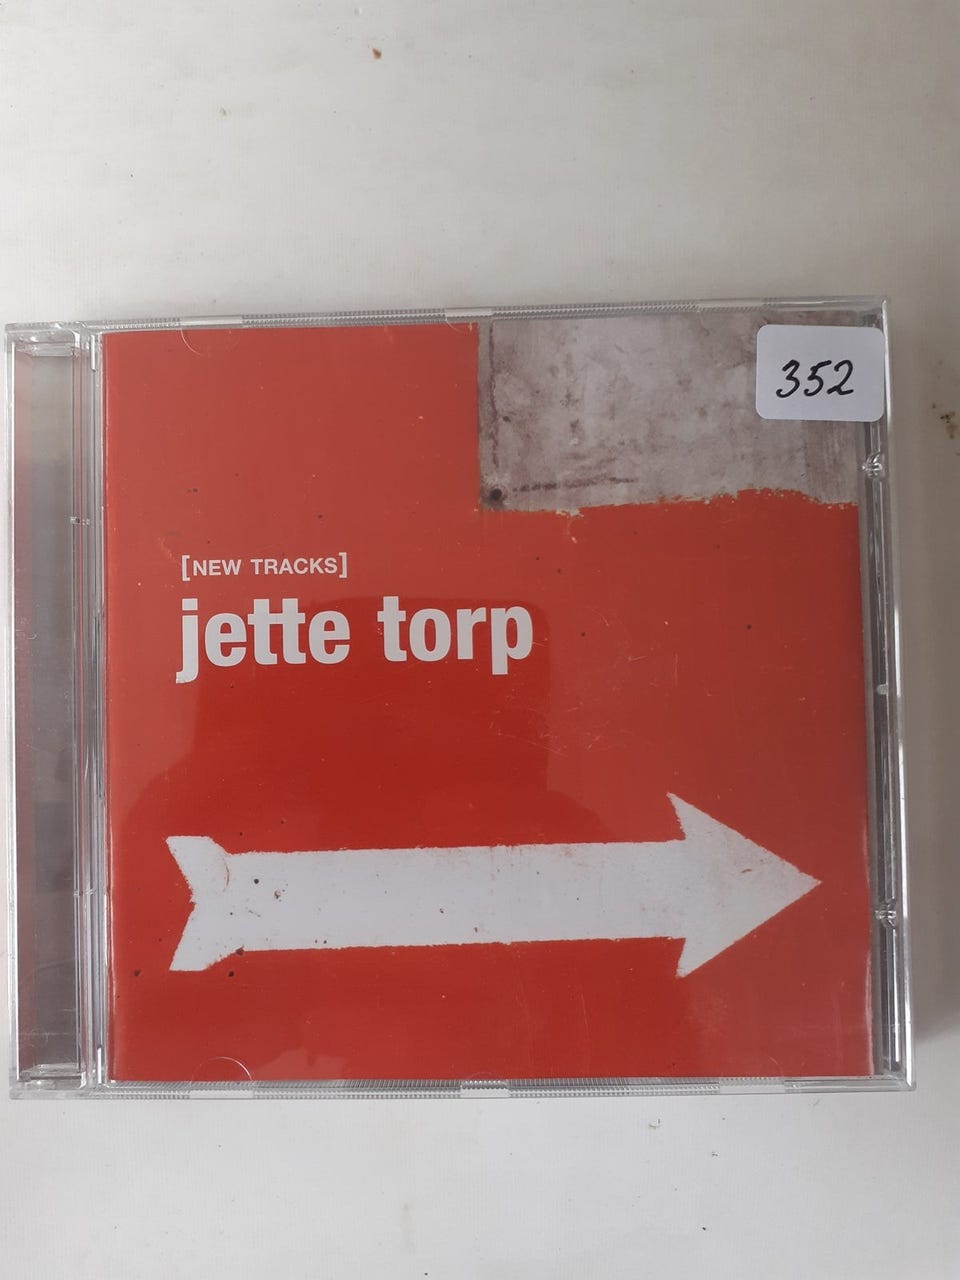 352
[NEW TRACKS]
jette torp